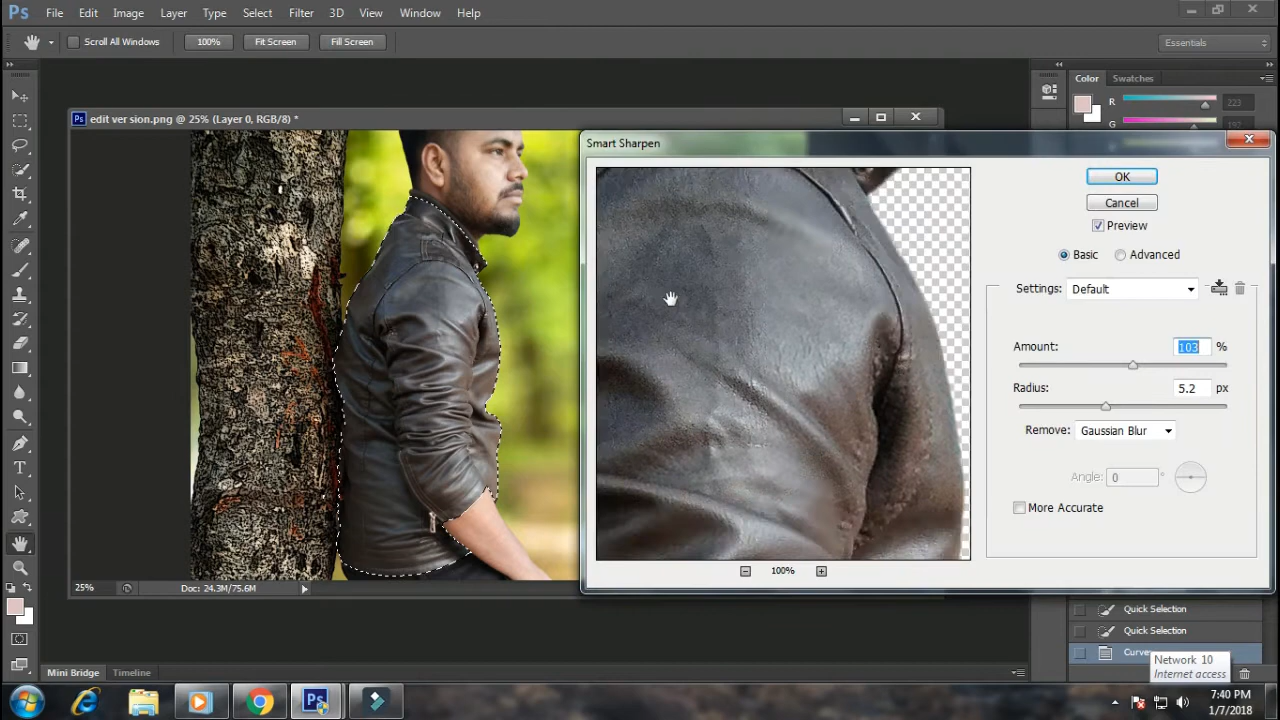 Ps File Edit Image Layer Type Select Filter 3D View Window Help
Scroll All Windows 100% Fit Screen Fill Screen Essentials
Color Swatches
edit ver sion.png @ 25% (Layer 0, RGB/8) *
R 223
G 192
Smart Sharpen
OK
Cancel
Preview
Basic Advanced
Settings: Default
Amount: 103 %
Radius: 5.2 px
Remove: Gaussian Blur
Angle: 0 °
More Accurate
100%
25% Doc: 24.3M/75.6M
Quick Selection
Quick Selection
Curves
Network 10
Internet access
Mini Bridge Timeline
Ps
7:40 PM
1/7/2018